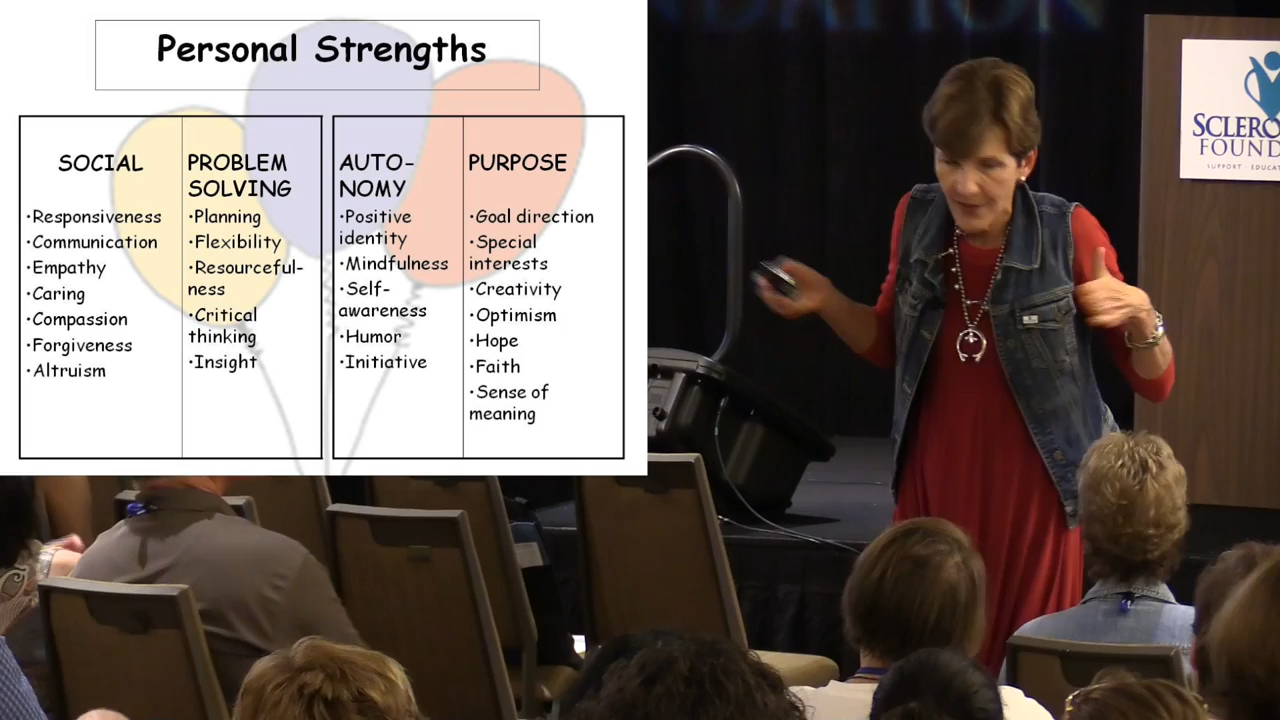 Personal Strengths
SOCIAL
•Responsiveness
•Communication
•Empathy
•Caring
•Compassion
•Forgiveness
•Altruism
PROBLEM
SOLVING
•Planning
•Flexibility
•Resourceful-
ness
•Critical
thinking
•Insight
AUTO-
NOMY
•Positive
identity
•Mindfulness
•Self-
awareness
•Humor
•Initiative
PURPOSE
•Goal direction
•Special
interests
•Creativity
•Optimism
•Hope
•Faith
•Sense of
meaning
SCLERO
FOUND
SUPPORT · EDUCAT